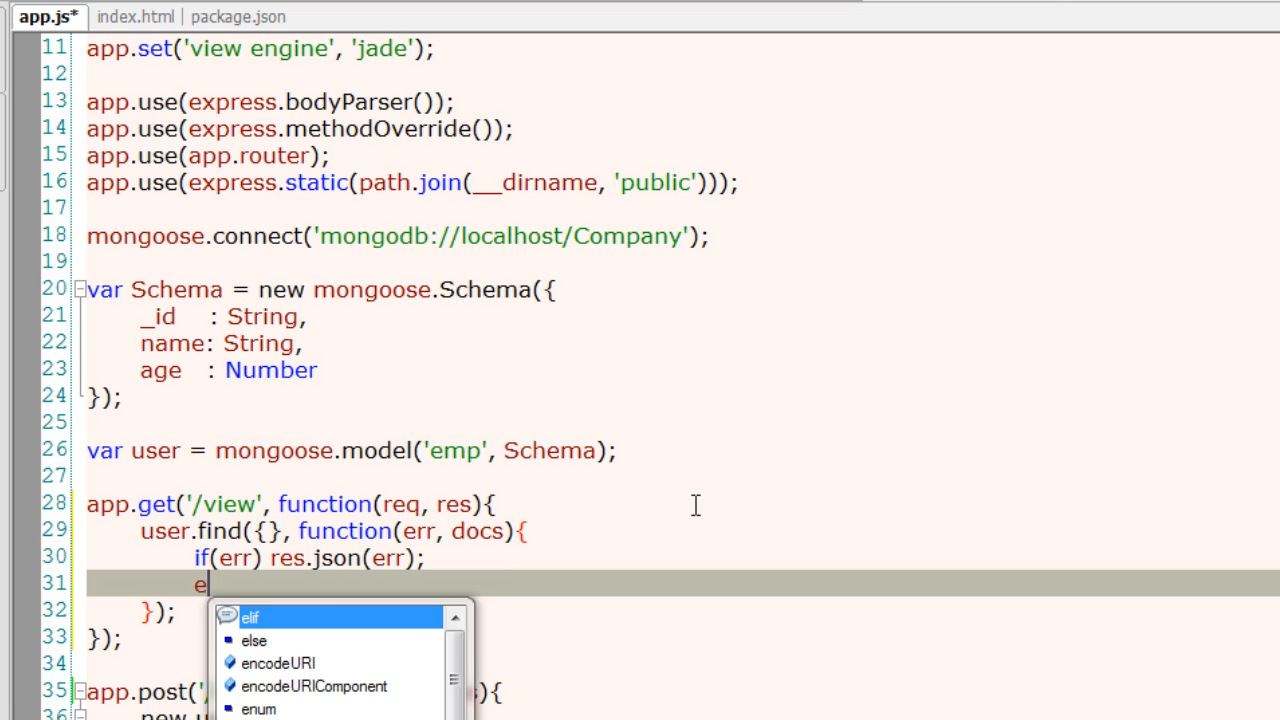 app.js* index.html | package.json
11 app.set('view engine', 'jade');
12
13 app.use(express.bodyParser());
14 app.use(express.methodOverride());
15 app.use(app.router);
16 app.use(express.static(path.join(__dirname, 'public')));
17
18 mongoose.connect('mongodb://localhost/Company');
19
20 var Schema = new mongoose.Schema({
21 _id : String,
22 name: String,
23 age : Number
24 });
25
26 var user = mongoose.model('emp', Schema);
27
28 app.get('/view', function(req, res){
29 user.find({}, function(err, docs){
30 if(err) res.json(err);
31 e
elif
32 });
else
33 });
encodeURI
34
encodeURIComponent
35 app.post(' ){
enum
36 new